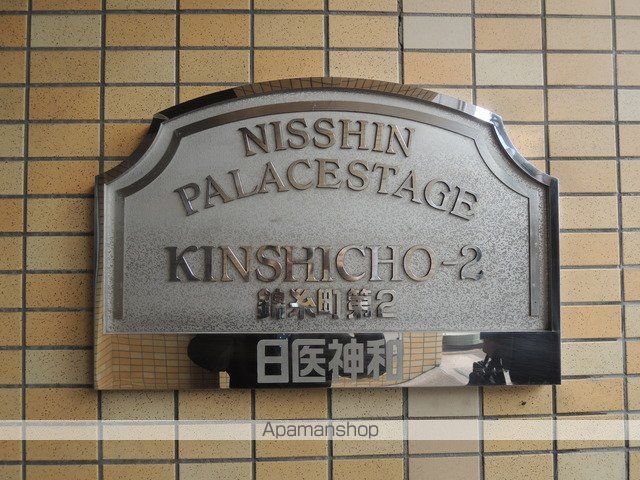 NISSHIN
PALACESTAGE
KINSHICHO-2
錦糸町第2
日医神和
Apamanshop